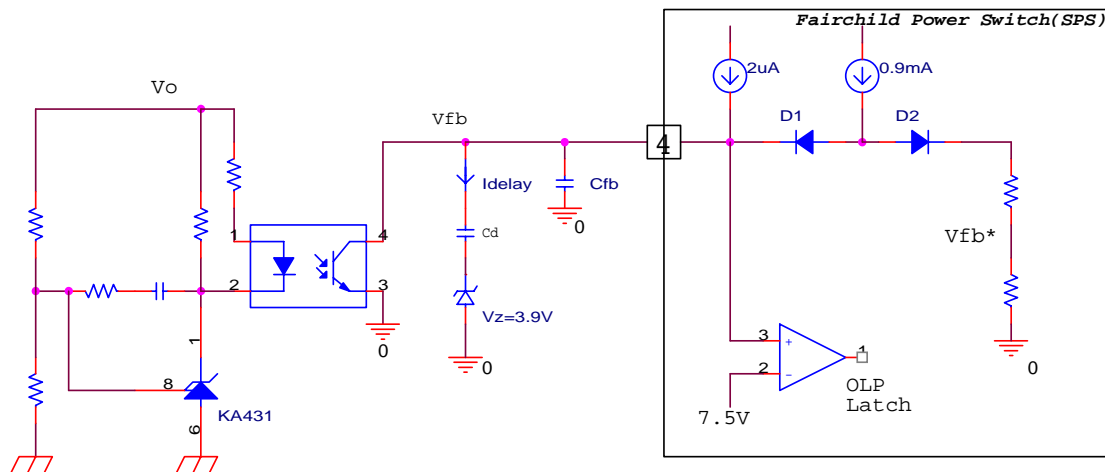 Fairchild Power Switch(SPS)
2uA
0.9mA
Vo
Vfb
D1
D2
4
Idelay
Cfb
0
1
4
Cd
Vfb*
2
3
Vz=3.9V
0
0
0
1
3
+
1
8
2
-
OLP
Latch
KA431
7.5V
6